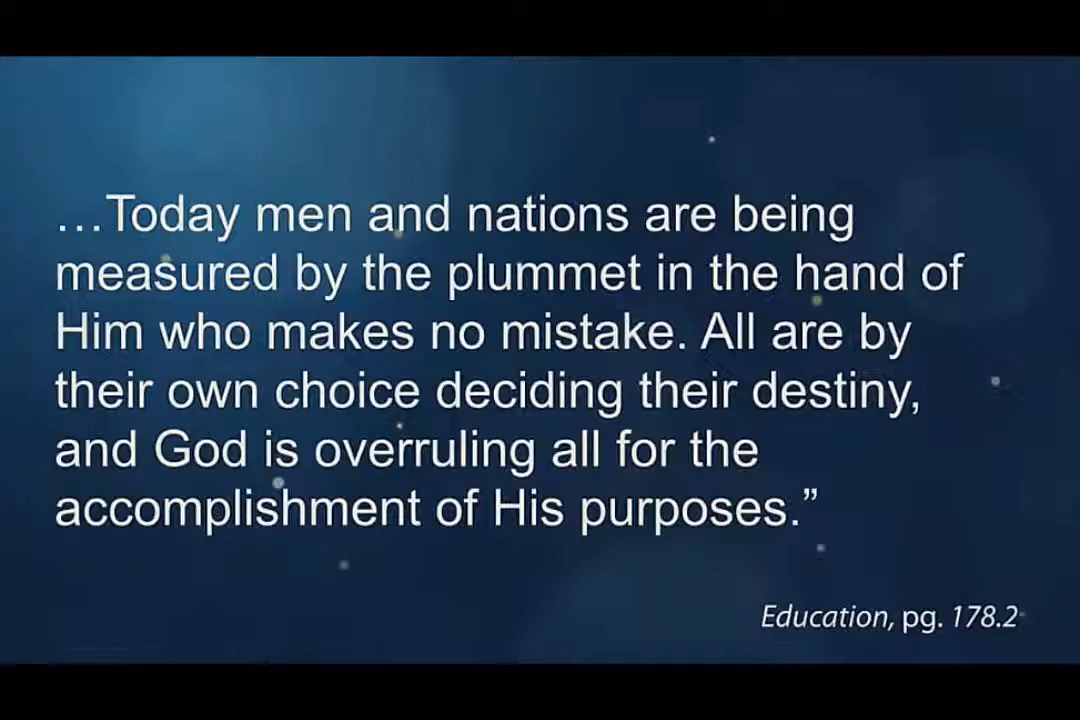 …Today men and nations are being
measured by the plummet in the hand of
Him who makes no mistake. All are by
their own choice deciding their destiny,
and God is overruling all for the
accomplishment of His purposes.”
Education, pg. 178.2